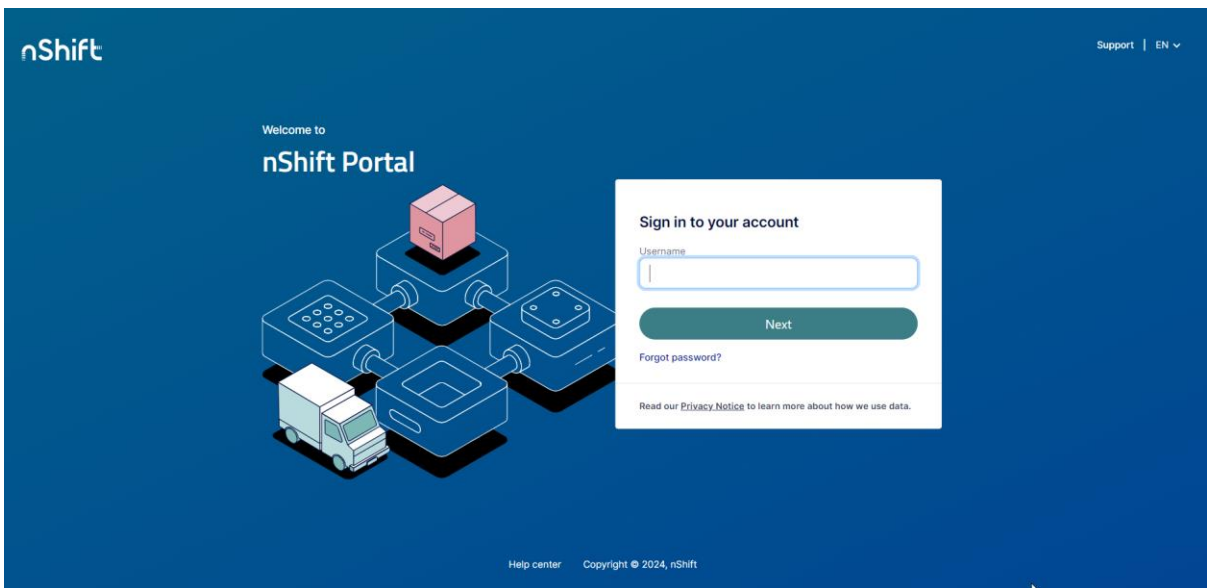 nShift
Support | EN
Welcome to
nShift Portal
Sign in to your account
Username
Next
Forgot password?
Read our Privacy Notice to learn more about how we use data.
Help center Copyright © 2024, nShift